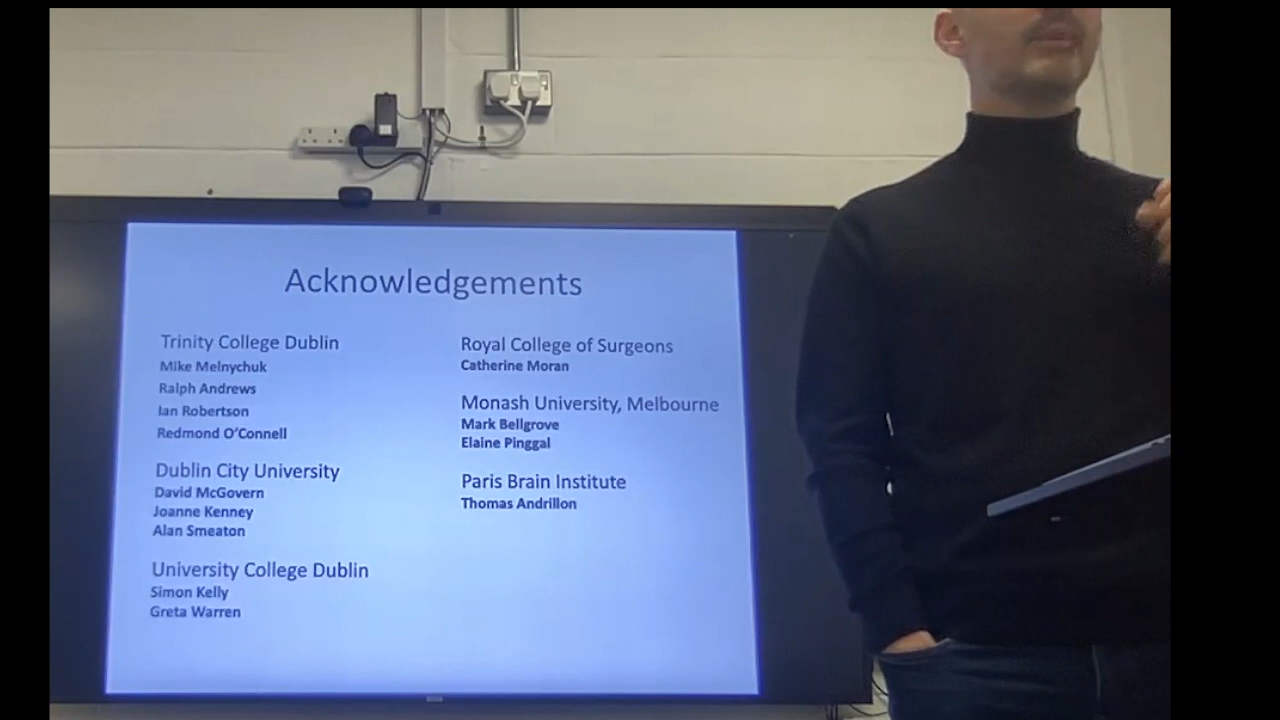 Acknowledgements
Trinity College Dublin
Mike Melnychuk
Ralph Andrews
Ian Robertson
Redmond O'Connell
Dublin City University
David McGovern
Joanne Kenney
Alan Smeaton
University College Dublin
Simon Kelly
Greta Warren
Royal College of Surgeons
Catherine Moran
Monash University, Melbourne
Mark Bellgrove
Elaine Pinggal
Paris Brain Institute
Thomas Andrillon